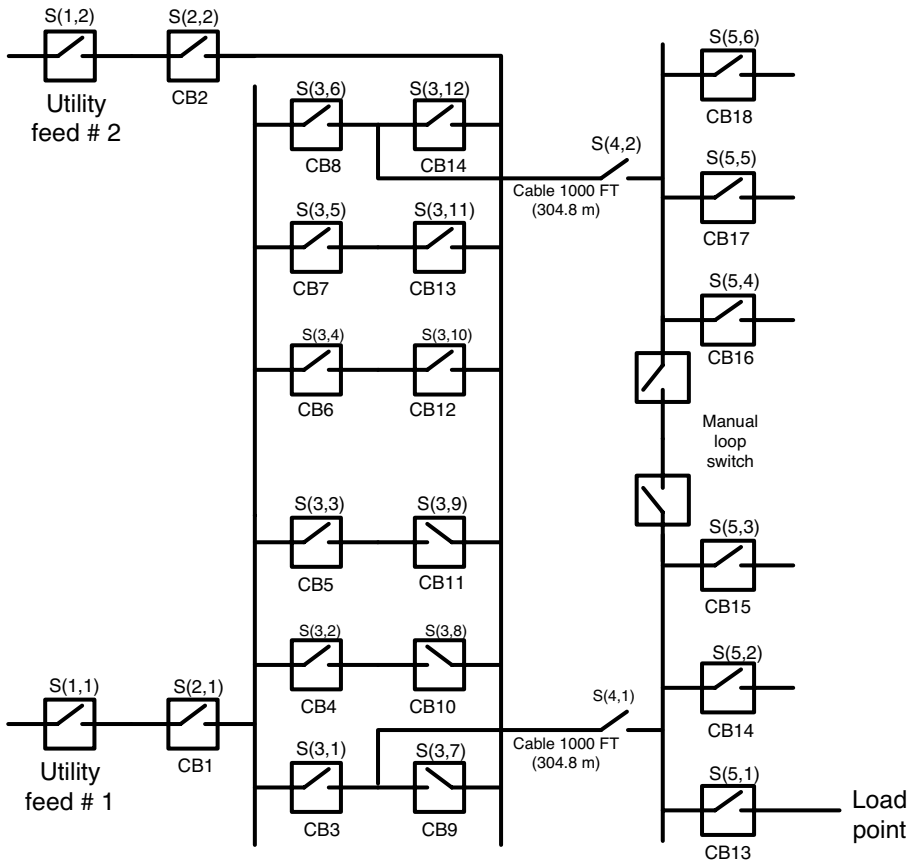 S(1,2)
S(2,2)
CB2
Utility
feed # 2
S(3,6)
S(3,12)
CB8
CB14
S(4,2)
Cable 1000 FT
(304.8 m)
S(5,6)
CB18
S(5,5)
CB17
S(3,5)
S(3,11)
CB7
CB13
S(5,4)
CB16
S(3,4)
S(3,10)
CB6
CB12
Manual
loop
switch
S(3,3)
S(3,9)
CB5
CB11
S(5,3)
CB15
S(3,2)
S(3,8)
CB4
CB10
S(5,2)
CB14
S(1,1)
S(2,1)
CB1
Utility
feed # 1
S(3,1)
S(3,7)
CB3
CB9
S(4,1)
Cable 1000 FT
(304.8 m)
S(5,1)
CB13
Load
point